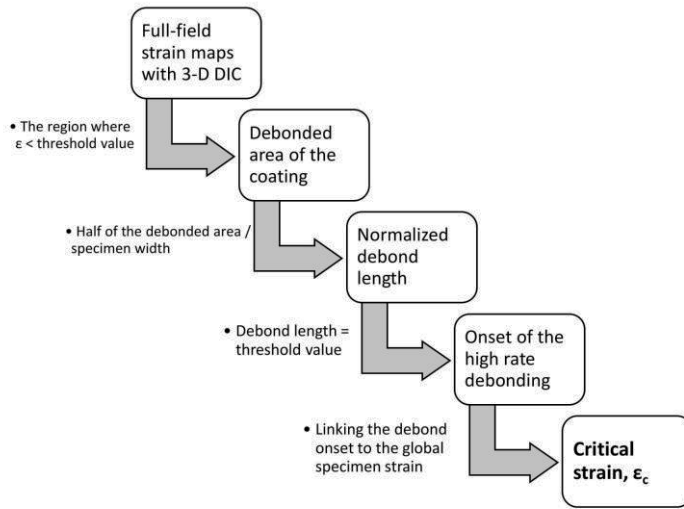 Full-field
strain maps
with 3-D DIC
• The region where
ε < threshold value
Debonded
area of the
coating
• Half of the debonded area /
specimen width
Normalized
debond
length
• Debond length =
threshold value
Onset of the
high rate
debonding
• Linking the debond
onset to the global
specimen strain
Critical
strain, εc